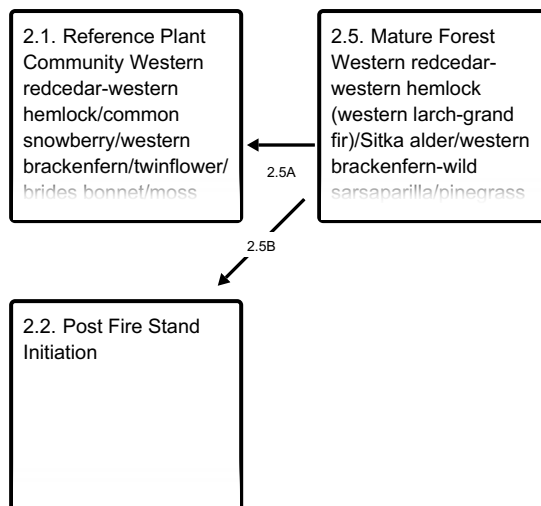 2.1. Reference Plant
Community Western
redcedar-western
hemlock/common
snowberry/western
brackenfern/twinflower/
brides bonnet/moss
2.5. Mature Forest
Western redcedar-
western hemlock
(western larch-grand
fir)/Sitka alder/western
brackenfern-wild
sarsaparilla/pinegrass
2.5A
2.5B
2.2. Post Fire Stand
Initiation